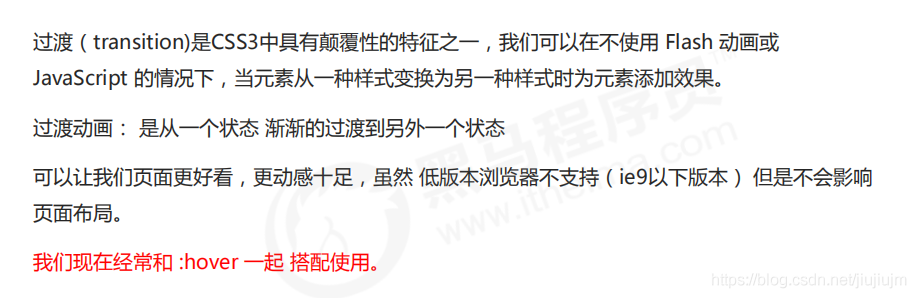 过渡（transition)是CSS3中具有颠覆性的特征之一，我们可以在不使用 Flash 动画或
JavaScript 的情况下，当元素从一种样式变换为另一种样式时为元素添加效果。
过渡动画： 是从一个状态 渐渐的过渡到另外一个状态
可以让我们页面更好看，更动感十足，虽然 低版本浏览器不支持（ie9以下版本 ）但是不会影响
页面布局。
我们现在经常和 :hover 一起 搭配使用。
黑马程序员
www.itheima.com
https://blog.csdn.net/jiujiujm